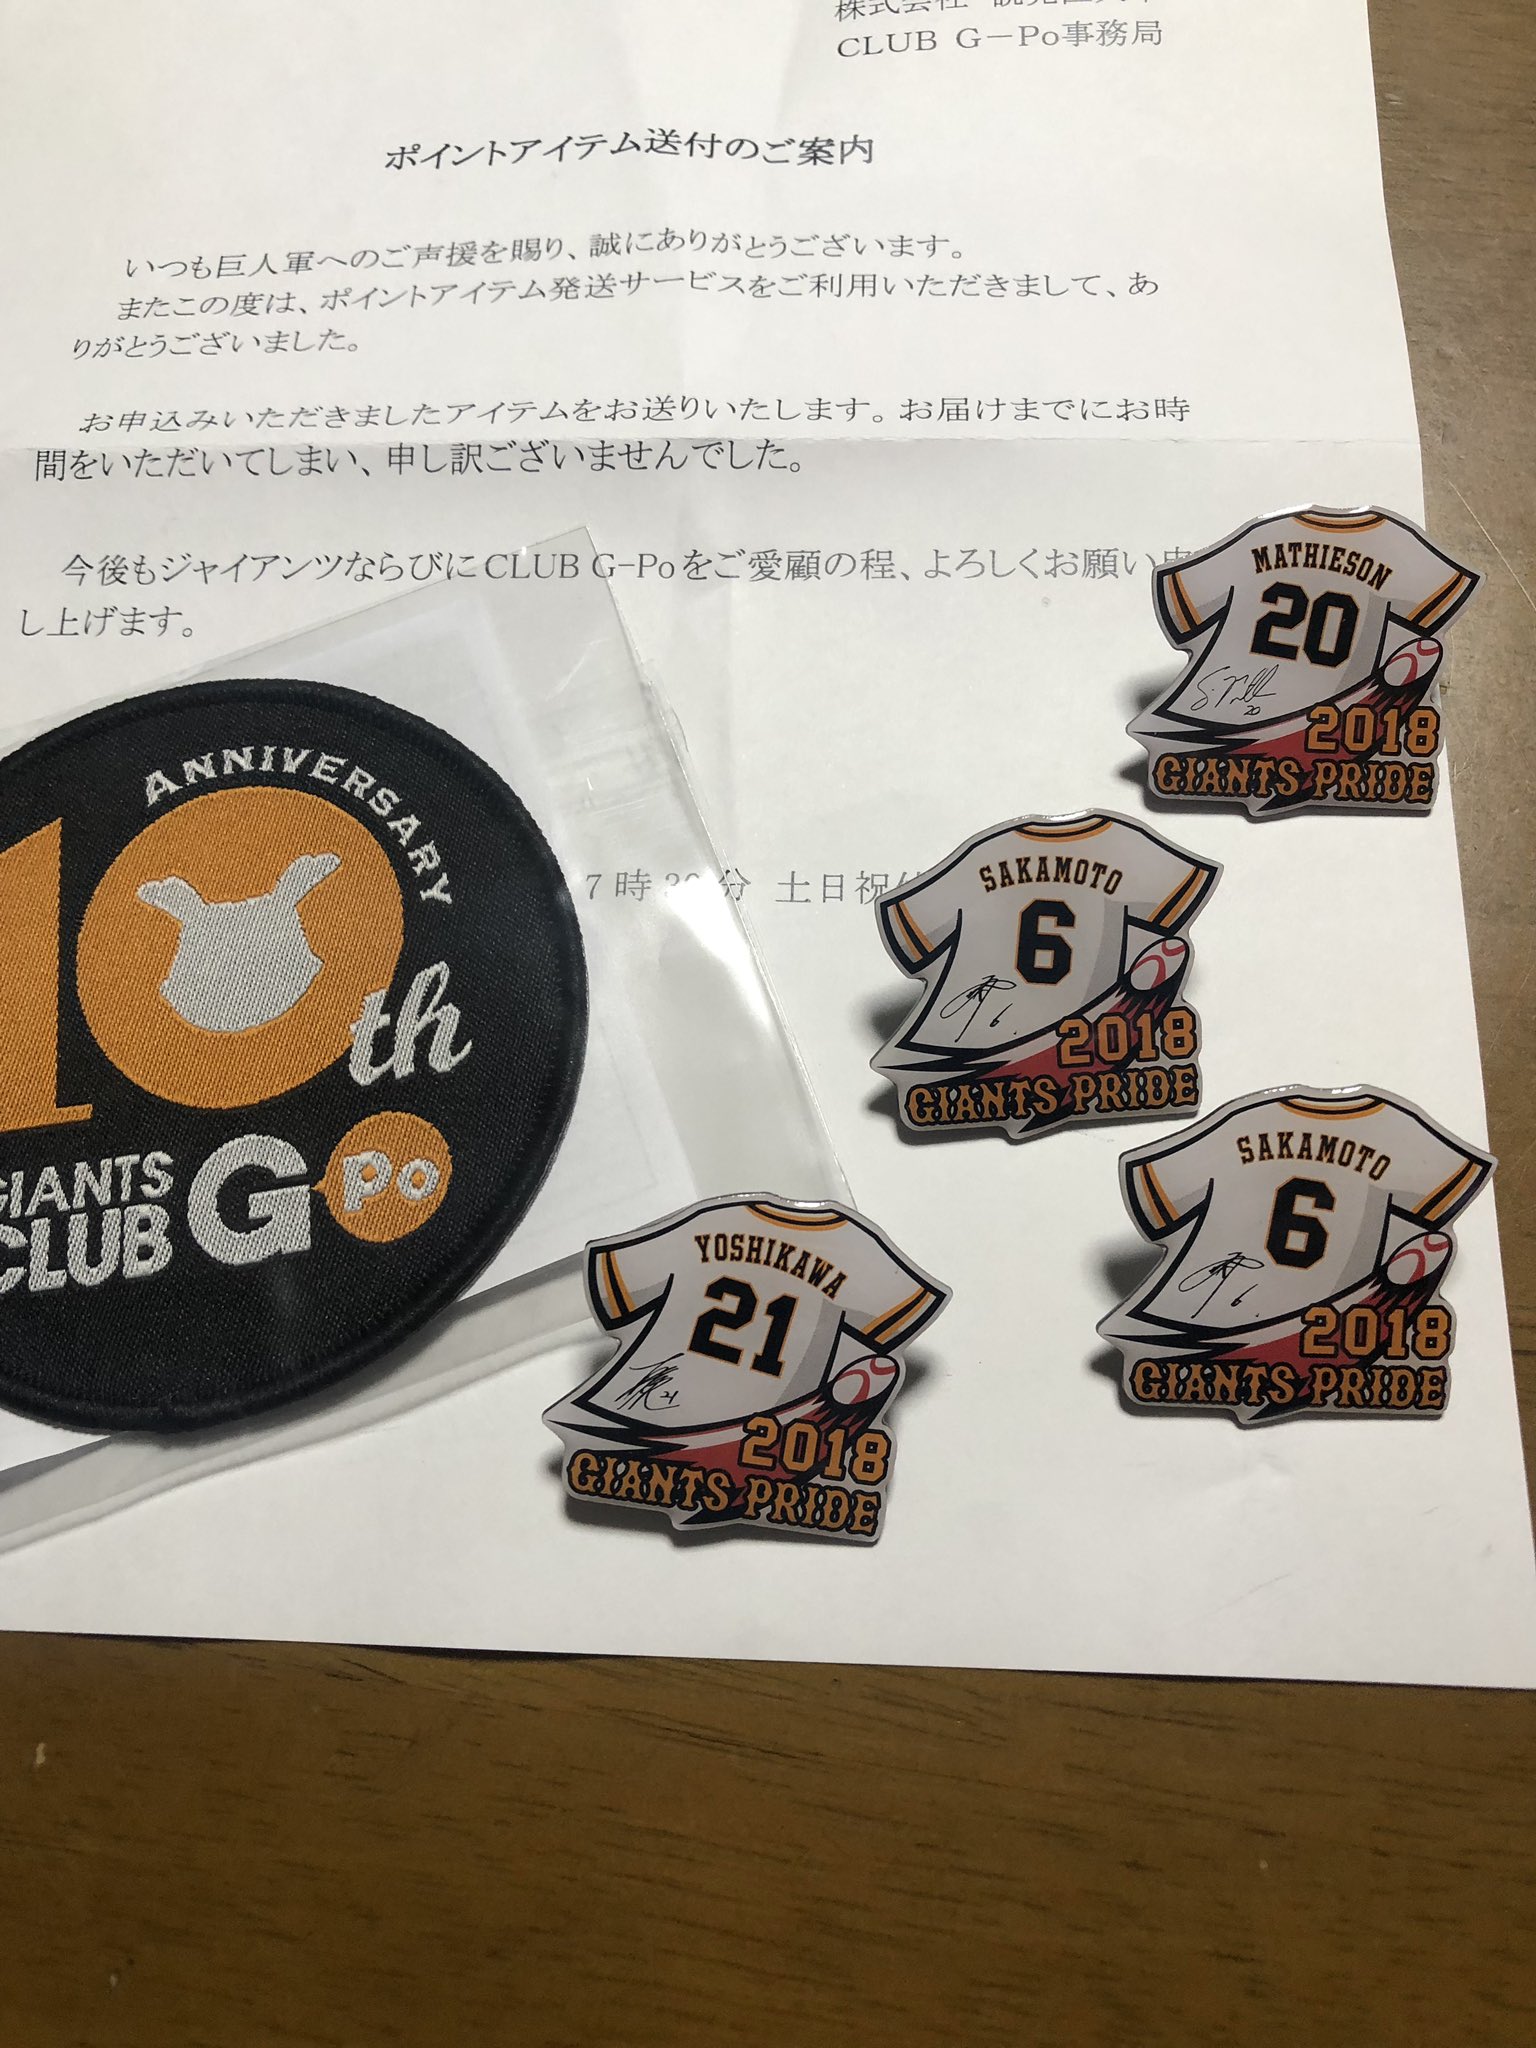 株式会社
CLUB G-Po事務局
ポイントアイテム送付のご案内
いつも巨人軍へのご声援を賜り、誠にありがとうございます。
またこの度は、ポイントアイテム発送サービスをご利用いただきまして、あ
りがとうございました。
お申込みいただきましたアイテムをお送りいたします。お届けまでにお時
間をいただいてしまい、申し訳ございませんでした。
今後もジャイアンツならびにCLUB G-Poをご愛顧の程、よろしくお願い
し上げます。
7時30分 土日祝
ANNIVERSARY
10th
GIANTS
CLUB
G-Po
MATHIESON
20
20
2018
GIANTS PRIDE
SAKAMOTO
6
6
2018
GIANTS PRIDE
SAKAMOTO
6
6
2018
GIANTS PRIDE
YOSHIKAWA
21
21
2018
GIANTS PRIDE